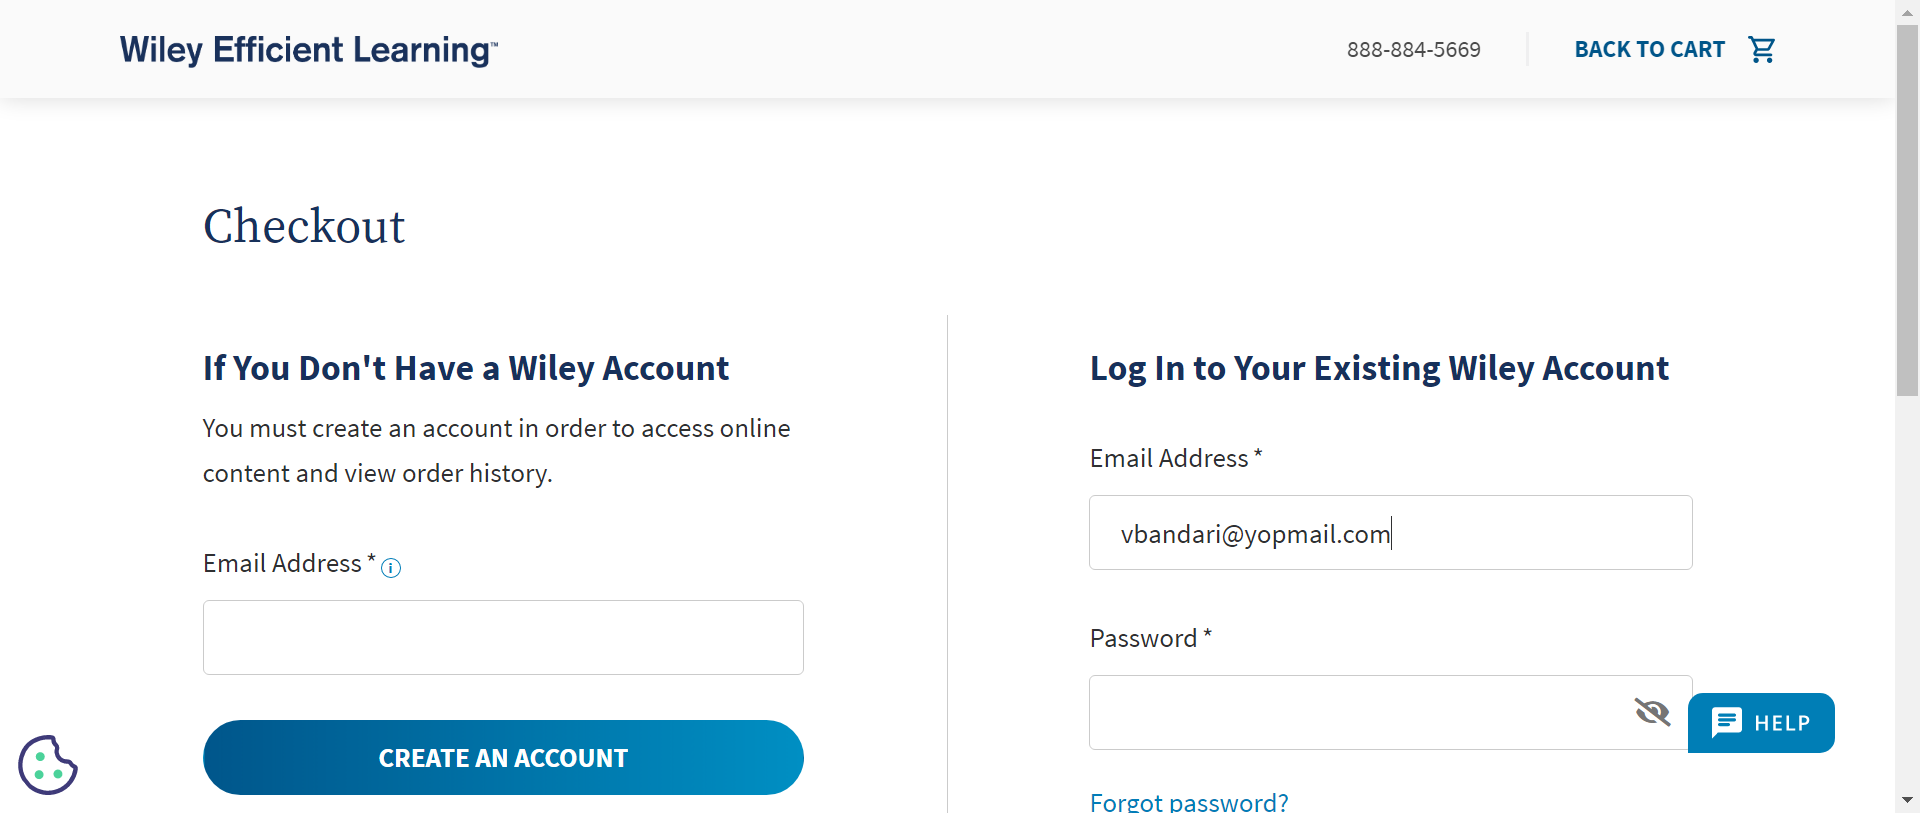 Wiley Efficient Learning™
888-884-5669
BACK TO CART
Checkout
If You Don't Have a Wiley Account
You must create an account in order to access online
content and view order history.
Email Address *
CREATE AN ACCOUNT
Log In to Your Existing Wiley Account
Email Address *
vbandari@yopmail.com
Password *
HELP
Forgot password?